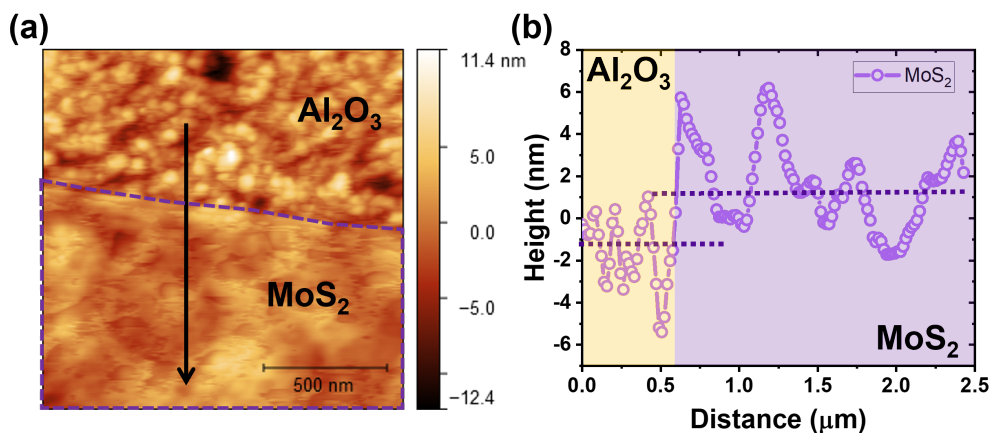 (a)
Al₂O₃
MoS₂
500 nm
11.4 nm
5.0
0.0
−5.0
−12.4
(b)
Al₂O₃
MoS₂
MoS₂
Height (nm)
8
6
4
2
0
-2
-4
-6
0.0
0.5
1.0
1.5
2.0
2.5
Distance (μm)